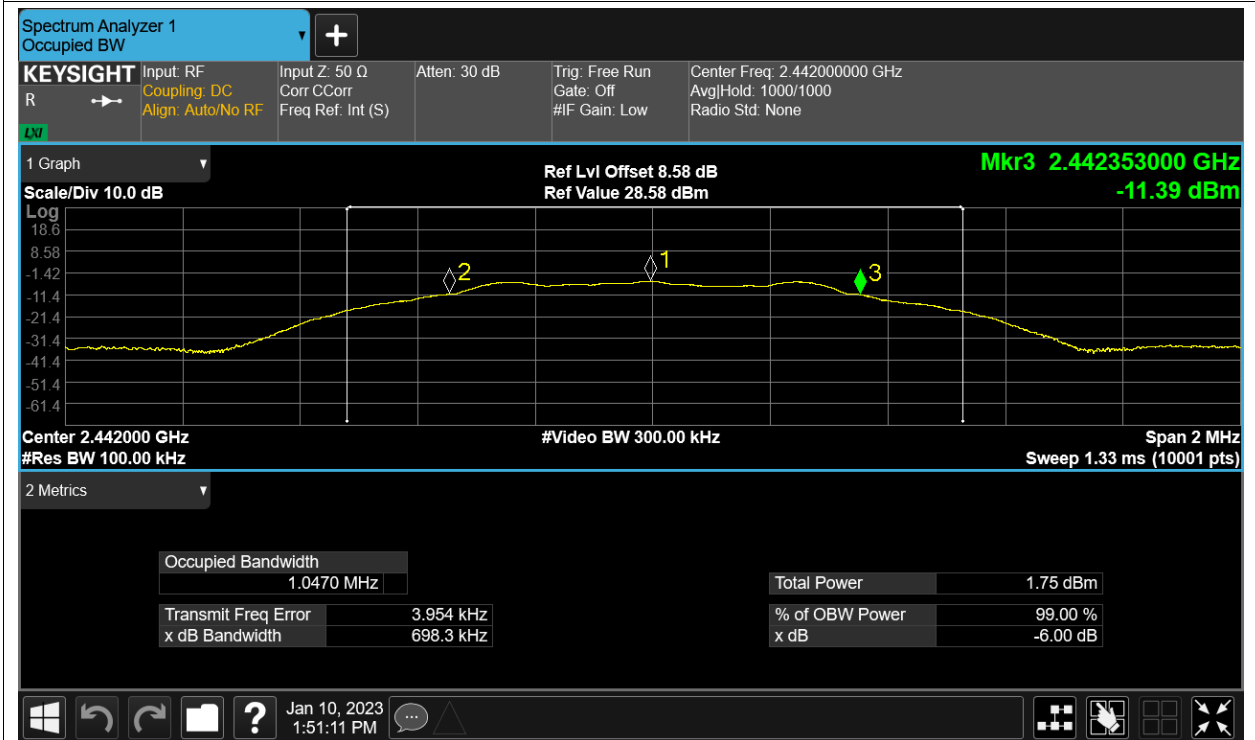 Spectrum Analyzer 1
Occupied BW
KEYSIGHT
R
LXI
Input: RF
Coupling: DC
Align: Auto/No RF
Input Z: 50 Ω
Corr CCorr
Freq Ref: Int (S)
Atten: 30 dB
Trig: Free Run
Gate: Off
#IF Gain: Low
Center Freq: 2.442000000 GHz
Avg|Hold: 1000/1000
Radio Std: None
1 Graph
Scale/Div 10.0 dB
Ref Lvl Offset 8.58 dB
Ref Value 28.58 dBm
Mkr3 2.442353000 GHz
-11.39 dBm
Log
18.6
8.58
-1.42
-11.4
-21.4
-31.4
-41.4
-51.4
-61.4
2
1
3
Center 2.442000 GHz
#Video BW 300.00 kHz
Span 2 MHz
#Res BW 100.00 kHz
Sweep 1.33 ms (10001 pts)
2 Metrics
Occupied Bandwidth
1.0470 MHz
Transmit Freq Error 3.954 kHz
x dB Bandwidth 698.3 kHz
Total Power 1.75 dBm
% of OBW Power 99.00 %
x dB -6.00 dB
?
Jan 10, 2023
1:51:11 PM